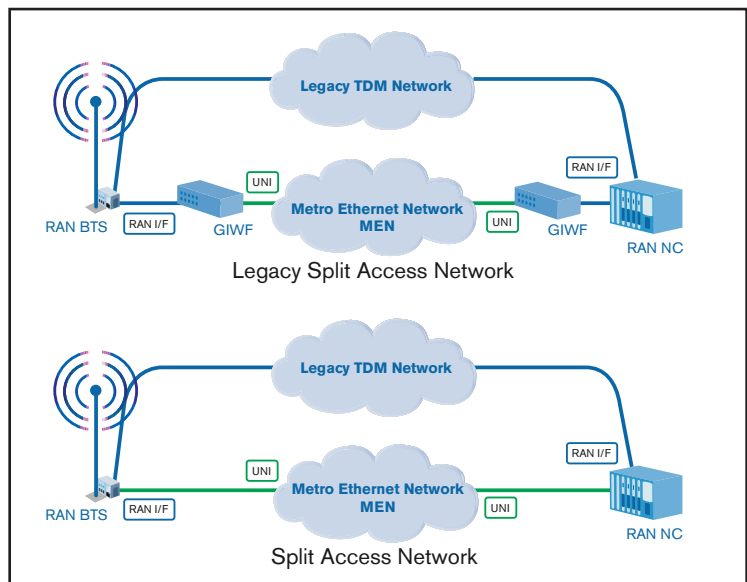 Legacy TDM Network
RAN I/F
UNI
Metro Ethernet Network
MEN
UNI
RAN BTS
RAN I/F
GIWF
GIWF
RAN NC
Legacy Split Access Network
Legacy TDM Network
RAN I/F
UNI
Metro Ethernet Network
MEN
UNI
RAN BTS
RAN I/F
RAN NC
Split Access Network